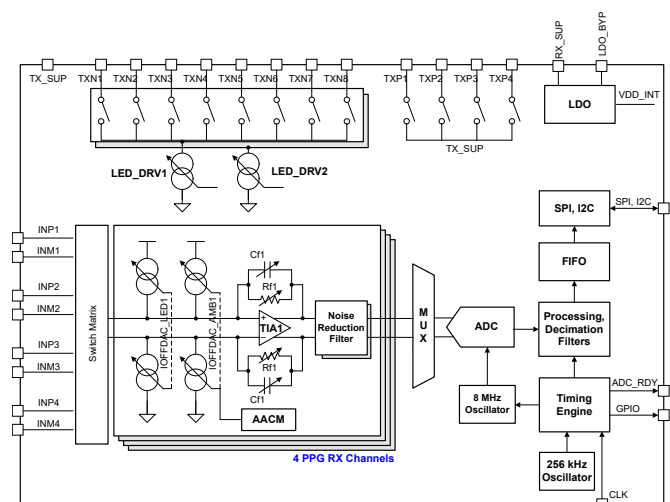 RX_SUP
LDO_BYP
TX_SUP TXN1 TXN2 TXN3 TXN4 TXN5 TXN6 TXN7 TXN8 TXP1 TXP2 TXP3 TXP4
LDO
VDD_INT
TX_SUP
LED_DRV1
LED_DRV2
SPI, I2C
SPI, I2C
FIFO
INP1
INM1
INP2
INM2
INP3
INM3
INP4
INM4
Switch Matrix
IOFFDAC_LED1
IOFFDAC_AMB1
Cf1
Rf1
+
TIA1
−
Rf1
Cf1
AACM
Noise
Reduction
Filter
M
U
X
ADC
Processing,
Decimation
Filters
8 MHz
Oscillator
Timing
Engine
ADC_RDY
GPIO
256 kHz
Oscillator
CLK
4 PPG RX Channels